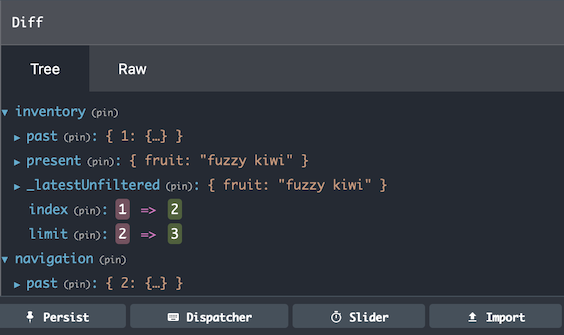 Diff
Tree Raw
▼ inventory (pin)
▶ past (pin): { 1: {…} }
▶ present (pin): { fruit: "fuzzy kiwi" }
▶ _latestUnfiltered (pin): { fruit: "fuzzy kiwi" }
index (pin): 1 => 2
limit (pin): 2 => 3
▼ navigation (pin)
▶ past (pin): { 2: {…} }
Persist Dispatcher Slider Import